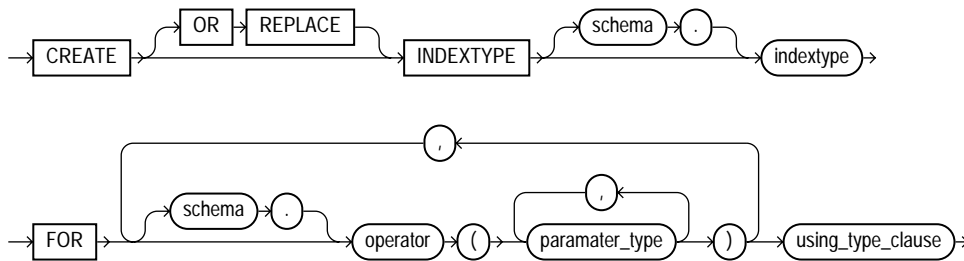 OR REPLACE schema .
CREATE INDEXTYPE indextype
,
schema . ,
FOR operator ( paramater_type ) using_type_clause